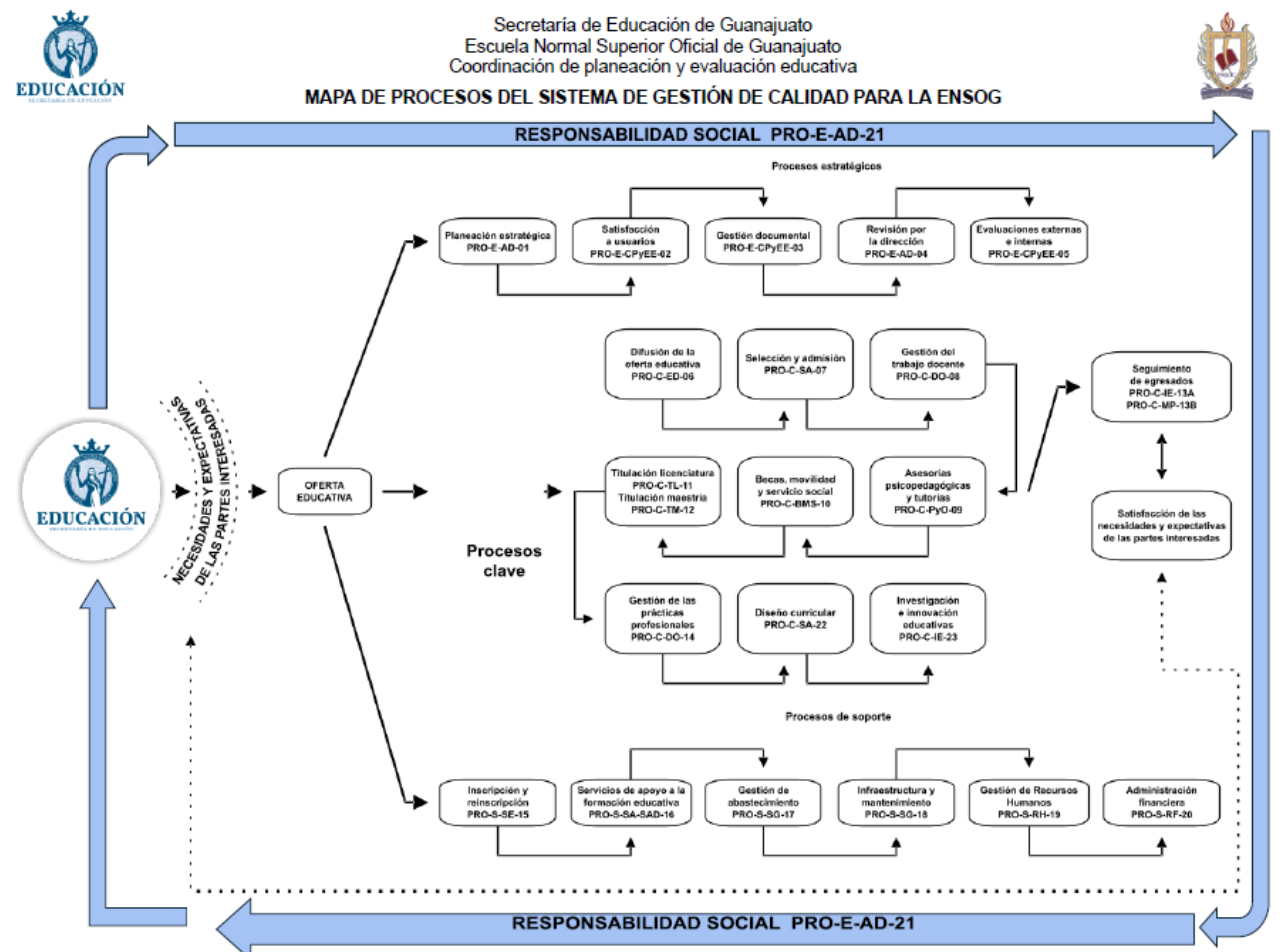 Secretaría de Educación de Guanajuato
Escuela Normal Superior Oficial de Guanajuato
Coordinación de planeación y evaluación educativa
MAPA DE PROCESOS DEL SISTEMA DE GESTIÓN DE CALIDAD PARA LA ENSOG
EDUCACIÓN
SECRETARÍA DE EDUCACIÓN
RESPONSABILIDAD SOCIAL PRO-E-AD-21
Procesos estratégicos
Planeación estratégica
PRO-E-AD-01
Satisfacción
a usuarios
PRO-E-CPyEE-02
Gestión documental
PRO-E-CPyEE-03
Revisión por
la dirección
PRO-E-AD-04
Evaluaciones externas
e internas
PRO-E-CPyEE-05
EDUCACIÓN
SECRETARÍA DE EDUCACIÓN
NECESIDADES Y EXPECTATIVAS
DE LAS PARTES INTERESADAS
OFERTA
EDUCATIVA
Procesos
clave
Difusión de la
oferta educativa
PRO-C-ED-06
Selección y admisión
PRO-C-SA-07
Gestión del
trabajo docente
PRO-C-DO-08
Titulación licenciatura
PRO-C-TL-11
Titulación maestría
PRO-C-TM-12
Becas, movilidad
y servicio social
PRO-C-BMS-10
Asesorías
psicopedagógicas
y tutorías
PRO-C-PyO-09
Gestión de las
prácticas
profesionales
PRO-C-DO-14
Diseño curricular
PRO-C-SA-22
Investigación
e innovación
educativas
PRO-C-IE-23
Seguimiento
de egresados
PRO-C-IE-13A
PRO-C-MP-13B
Satisfacción de las
necesidades y expectativas
de las partes interesadas
Procesos de soporte
Inscripción y
reinscripción
PRO-S-SE-15
Servicios de apoyo a la
formación educativa
PRO-S-SA-SAD-16
Gestión de
abastecimiento
PRO-S-SG-17
Infraestructura y
mantenimiento
PRO-S-SG-18
Gestión de Recursos
Humanos
PRO-S-RH-19
Administración
financiera
PRO-S-RF-20
RESPONSABILIDAD SOCIAL PRO-E-AD-21